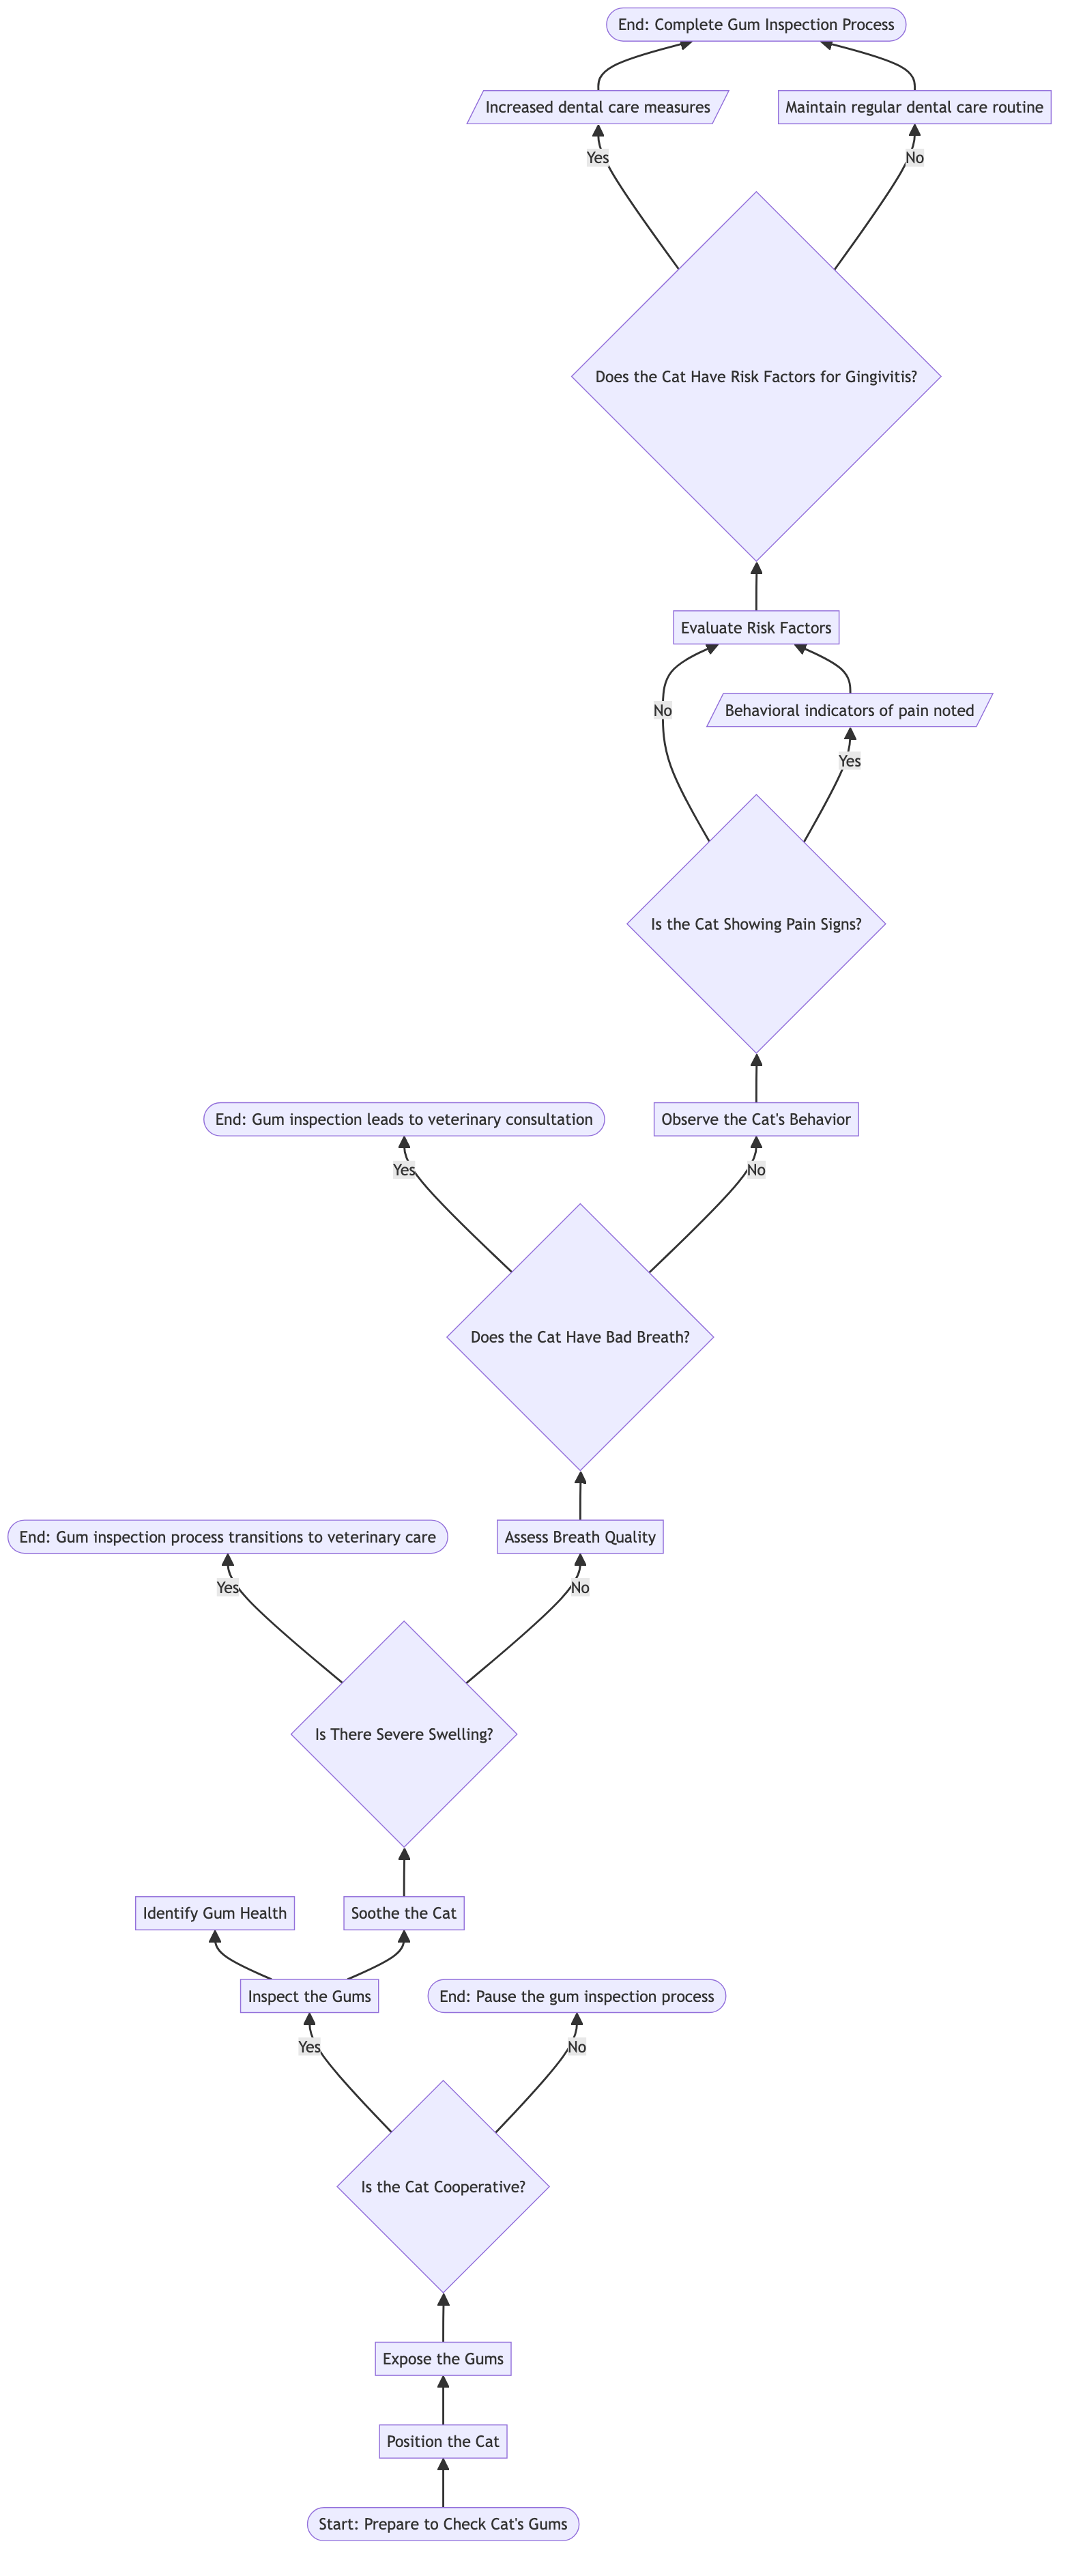 End: Complete Gum Inspection Process
Increased dental care measures
Maintain regular dental care routine
Yes
No
Does the Cat Have Risk Factors for Gingivitis?
Evaluate Risk Factors
No
Behavioral indicators of pain noted
Yes
Is the Cat Showing Pain Signs?
End: Gum inspection leads to veterinary consultation
Observe the Cat's Behavior
Yes
No
Does the Cat Have Bad Breath?
End: Gum inspection process transitions to veterinary care
Assess Breath Quality
Yes
No
Is There Severe Swelling?
Identify Gum Health
Soothe the Cat
Inspect the Gums
End: Pause the gum inspection process
Yes
No
Is the Cat Cooperative?
Expose the Gums
Position the Cat
Start: Prepare to Check Cat's Gums